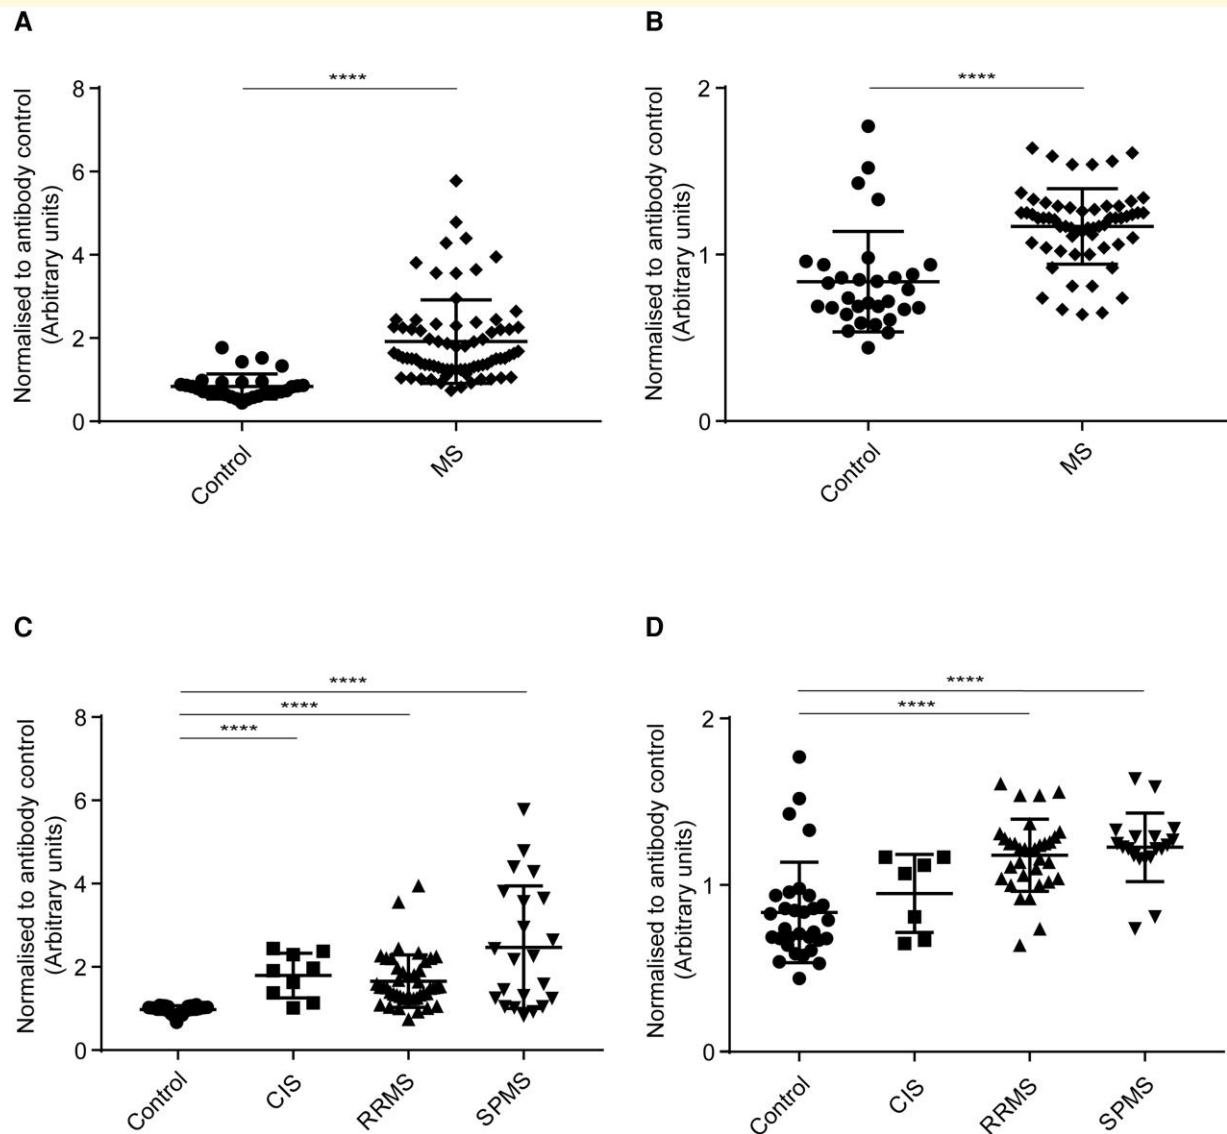 A
Normalised to antibody control
(Arbitrary units)
8
6
4
2
0
****
Control
MS
B
Normalised to antibody control
(Arbitrary units)
2
1
0
****
Control
MS
C
Normalised to antibody control
(Arbitrary units)
8
6
4
2
0
****
****
****
Control
CIS
RRMS
SPMS
D
Normalised to antibody control
(Arbitrary units)
2
1
0
****
****
Control
CIS
RRMS
SPMS